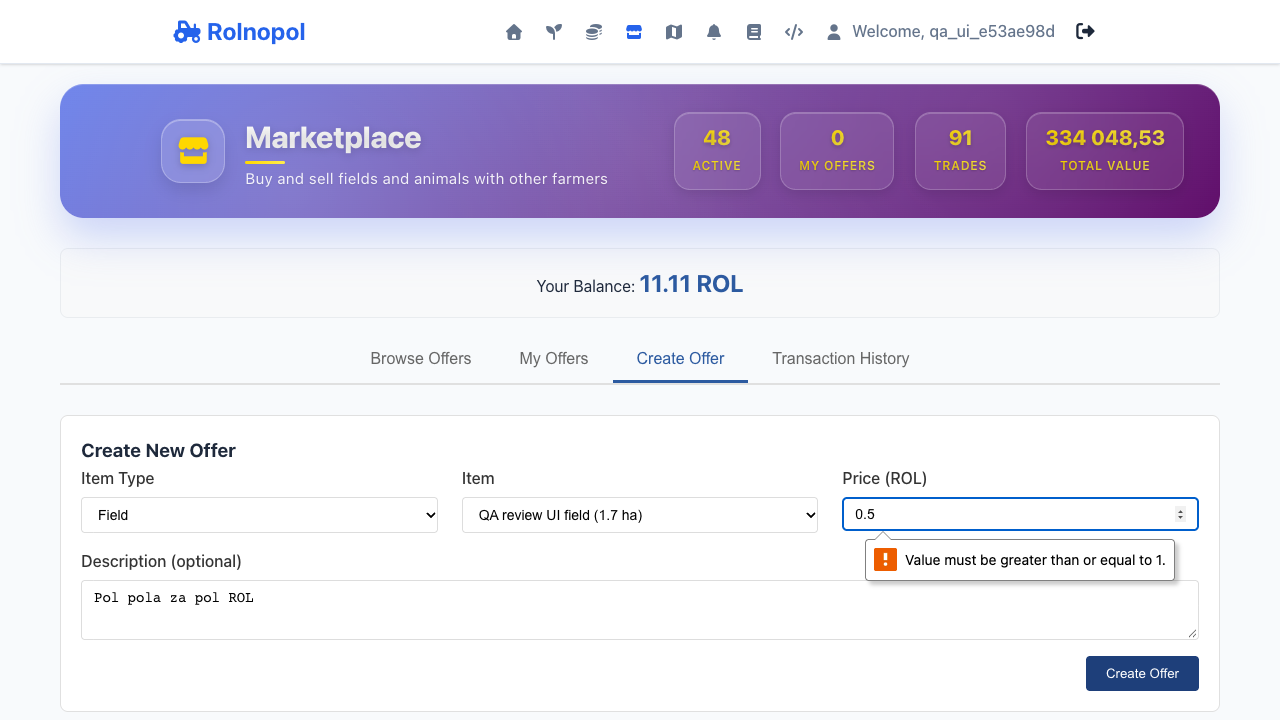 Rolnopol
Welcome, qa_ui_e53ae98d
Marketplace
Buy and sell fields and animals with other farmers
48
ACTIVE
0
MY OFFERS
91
TRADES
334 048,53
TOTAL VALUE
Your Balance: 11.11 ROL
Browse Offers
My Offers
Create Offer
Transaction History
Create New Offer
Item Type
Item
Price (ROL)
Field
QA review UI field (1.7 ha)
0.5
Value must be greater than or equal to 1.
Description (optional)
Pol pola za pol ROL
Create Offer